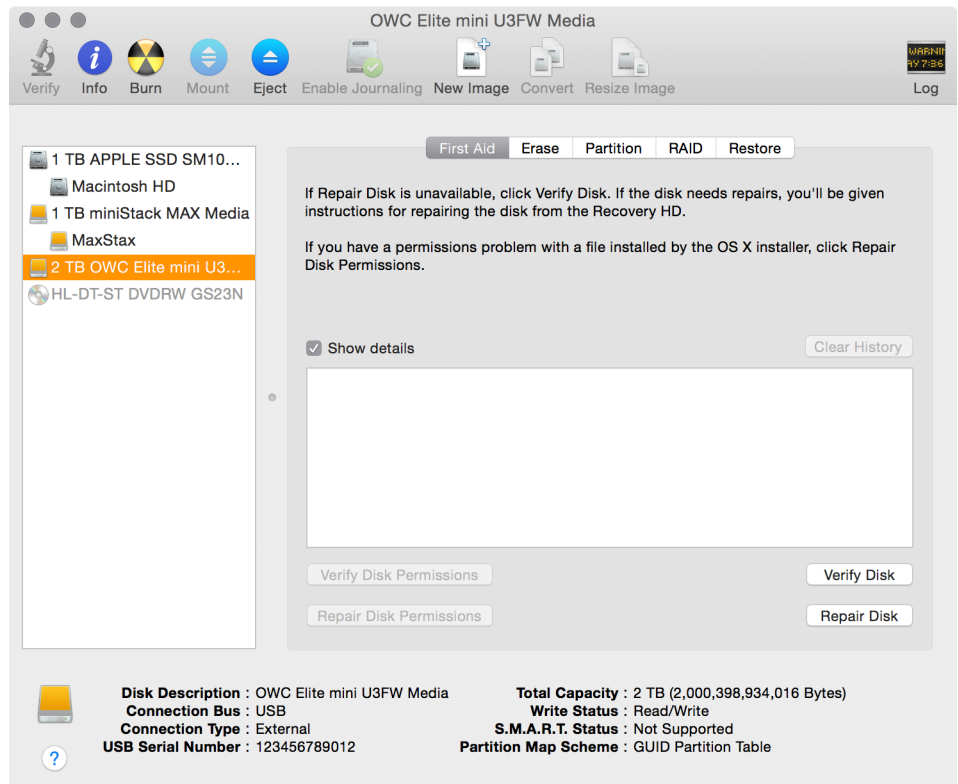 OWC Elite mini U3FW Media
Verify Info Burn Mount Eject Enable Journaling New Image Convert Resize Image Log
WARNIN
AY 7:36
1 TB APPLE SSD SM10...
Macintosh HD
1 TB miniStack MAX Media
MaxStax
2 TB OWC Elite mini U3...
HL-DT-ST DVDRW GS23N
First Aid Erase Partition RAID Restore
If Repair Disk is unavailable, click Verify Disk. If the disk needs repairs, you'll be given
instructions for repairing the disk from the Recovery HD.
If you have a permissions problem with a file installed by the OS X installer, click Repair
Disk Permissions.
Show details
Clear History
Verify Disk Permissions
Verify Disk
Repair Disk Permissions
Repair Disk
Disk Description : OWC Elite mini U3FW Media
Connection Bus : USB
Connection Type : External
USB Serial Number : 123456789012
Total Capacity : 2 TB (2,000,398,934,016 Bytes)
Write Status : Read/Write
S.M.A.R.T. Status : Not Supported
Partition Map Scheme : GUID Partition Table
?